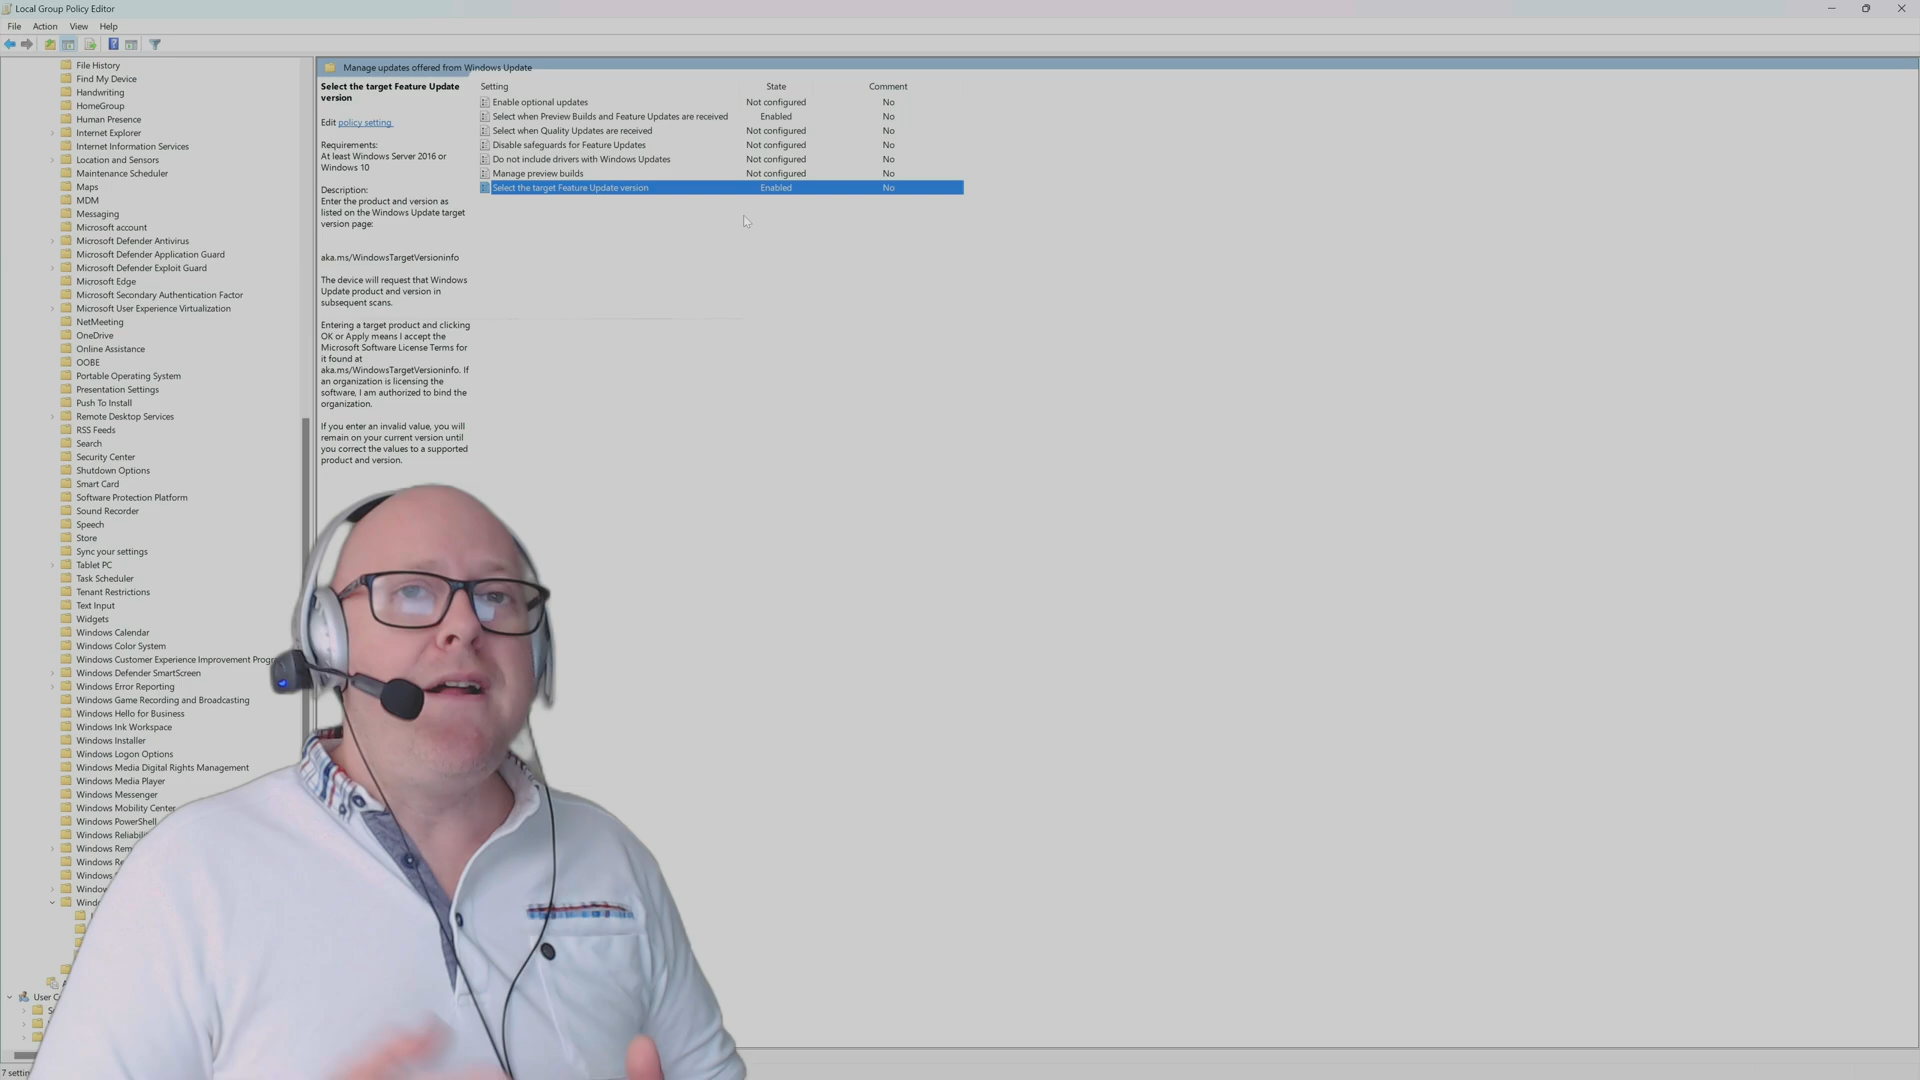 Local Group Policy Editor
File Action View Help
File History
Find My Device
Handwriting
HomeGroup
Human Presence
Internet Explorer
Internet Information Services
Location and Sensors
Maintenance Scheduler
Maps
MDM
Messaging
Microsoft account
Microsoft Defender Antivirus
Microsoft Defender Application Guard
Microsoft Defender Exploit Guard
Microsoft Edge
Microsoft Secondary Authentication Factor
Microsoft User Experience Virtualization
NetMeeting
OneDrive
Online Assistance
OOBE
Portable Operating System
Presentation Settings
Push To Install
Remote Desktop Services
RSS Feeds
Search
Security Center
Shutdown Options
Smart Card
Software Protection Platform
Sound Recorder
Speech
Store
Sync your settings
Tablet PC
Task Scheduler
Tenant Restrictions
Text Input
Widgets
Windows Calendar
Windows Color System
Windows Customer Experience Improvement Progr
Windows Defender SmartScreen
Windows Error Reporting
Windows Game Recording and Broadcasting
Windows Hello for Business
Windows Ink Workspace
Windows Installer
Windows Logon Options
Windows Media Digital Rights Management
Windows Media Player
Windows Messenger
Windows Mobility Center
Windows PowerShell
Windows Reliabili
Windows Rem
Windows Re
Windows
Window
Windo
User C
7 settin
Manage updates offered from Windows Update
Select the target Feature Update
version
Edit policy setting
Requirements:
At least Windows Server 2016 or
Windows 10
Description:
Enter the product and version as
listed on the Windows Update target
version page:
aka.ms/WindowsTargetVersioninfo
The device will request that Windows
Update product and version in
subsequent scans.
Entering a target product and clicking
OK or Apply means I accept the
Microsoft Software License Terms for
it found at
aka.ms/WindowsTargetVersioninfo. If
an organization is licensing the
software, I am authorized to bind the
organization.
If you enter an invalid value, you will
remain on your current version until
you correct the values to a supported
product and version.
Setting State Comment
Enable optional updates Not configured No
Select when Preview Builds and Feature Updates are received Enabled No
Select when Quality Updates are received Not configured No
Disable safeguards for Feature Updates Not configured No
Do not include drivers with Windows Updates Not configured No
Manage preview builds Not configured No
Select the target Feature Update version Enabled No